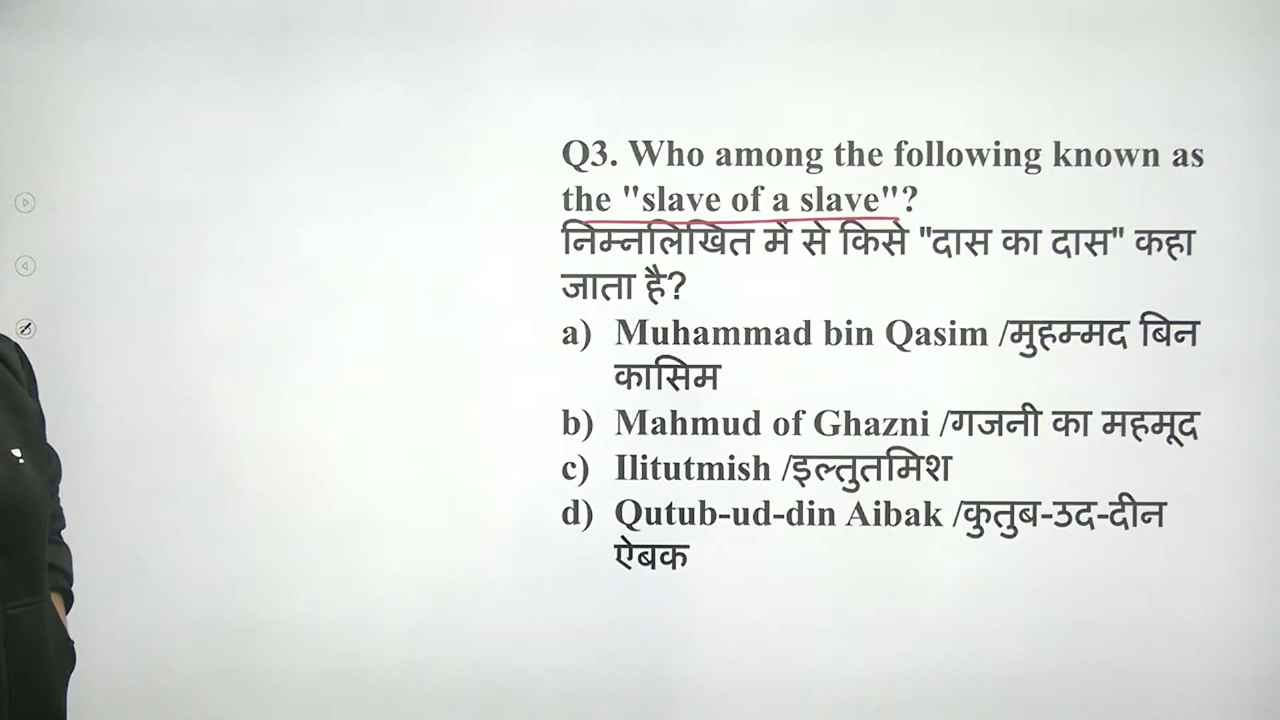 Q3. Who among the following known as
the "slave of a slave"?
निम्नलिखित में से किसे "दास का दास" कहा
जाता है?
a) Muhammad bin Qasim /मुहम्मद बिन
कासिम
b) Mahmud of Ghazni /गजनी का महमूद
c) Ilitutmish /इल्तुतमिश
d) Qutub-ud-din Aibak /कुतुब-उद-दीन
ऐबक